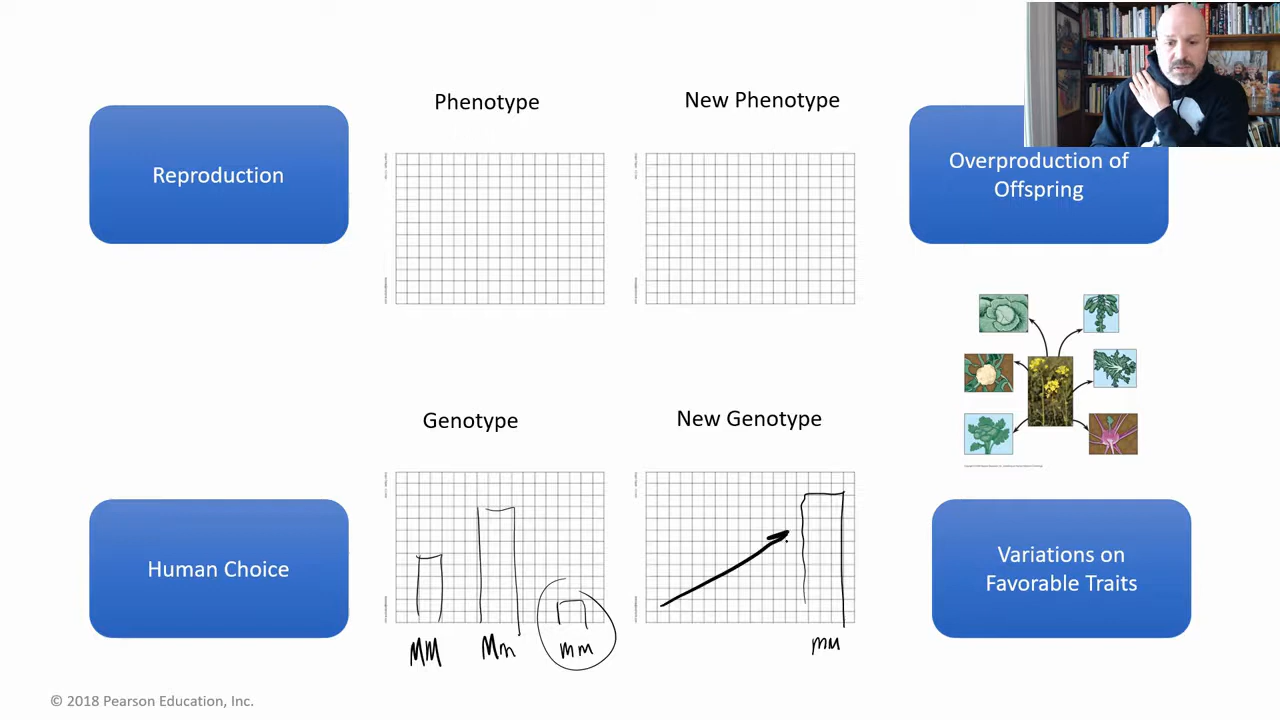 Phenotype
New Phenotype
Reproduction
Overproduction of
Offspring
Genotype
New Genotype
Human Choice
Variations on
Favorable Traits
MM
Mm
mm
mm
© 2018 Pearson Education, Inc.